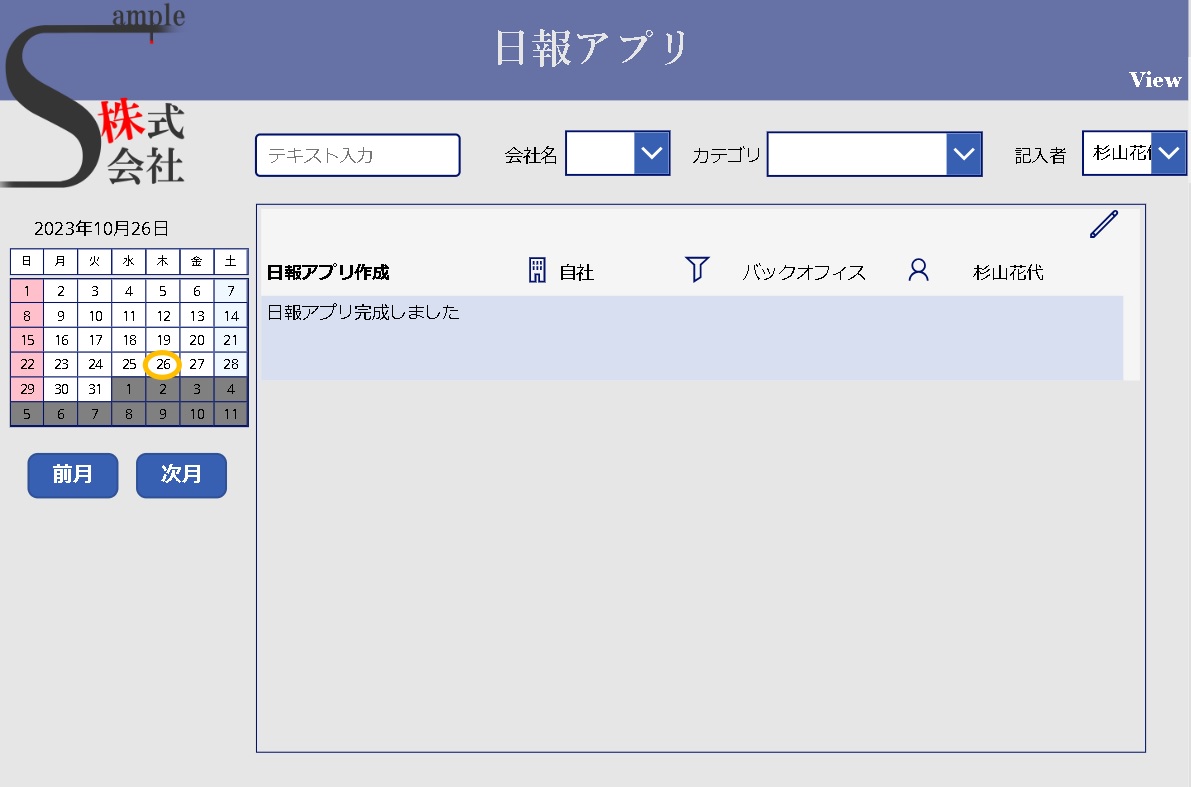 ample
株式
会社
日報アプリ
View
テキスト入力
会社名
カテゴリ
記入者
杉山花
2023年10月26日
日 月 火 水 木 金 土
1 2 3 4 5 6 7
8 9 10 11 12 13 14
15 16 17 18 19 20 21
22 23 24 25 26 27 28
29 30 31 1 2 3 4
5 6 7 8 9 10 11
前月 次月
日報アプリ作成 自社 バックオフィス 杉山花代
日報アプリ完成しました